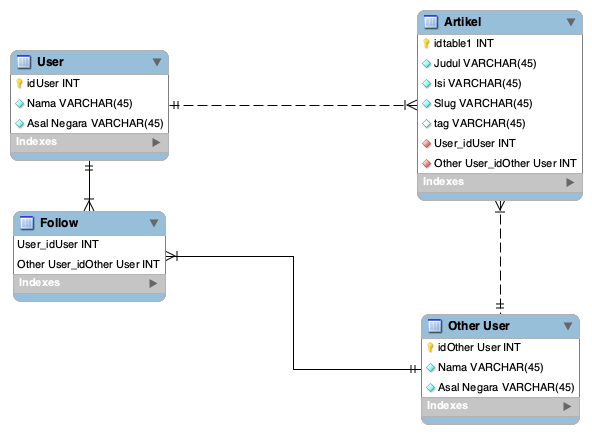 User
idUser INT
Nama VARCHAR(45)
Asal Negara VARCHAR(45)
Indexes
Artikel
idtable1 INT
Judul VARCHAR(45)
Isi VARCHAR(45)
Slug VARCHAR(45)
tag VARCHAR(45)
User_idUser INT
Other User_idOther User INT
Indexes
Follow
User_idUser INT
Other User_idOther User INT
Indexes
Other User
idOther User INT
Nama VARCHAR(45)
Asal Negara VARCHAR(45)
Indexes